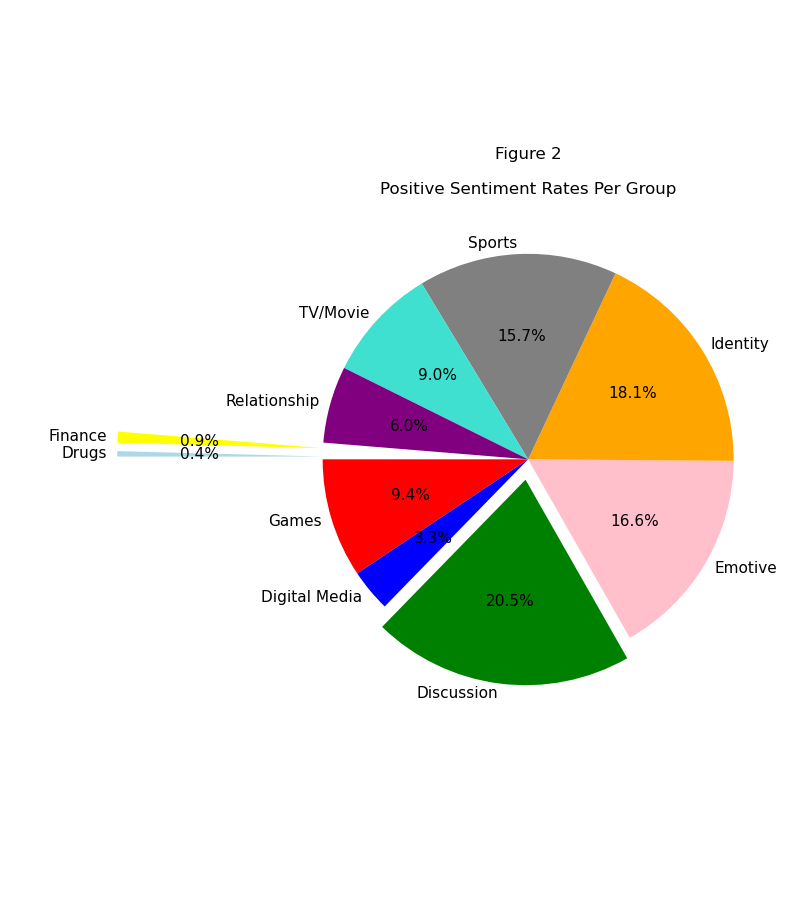 Figure 2
Positive Sentiment Rates Per Group
Sports
TV/Movie
Identity
15.7%
9.0%
18.1%
Relationship
6.0%
Finance
0.9%
Drugs
0.4%
9.4%
Games
16.6%
3.3%
Emotive
Digital Media
20.5%
Discussion